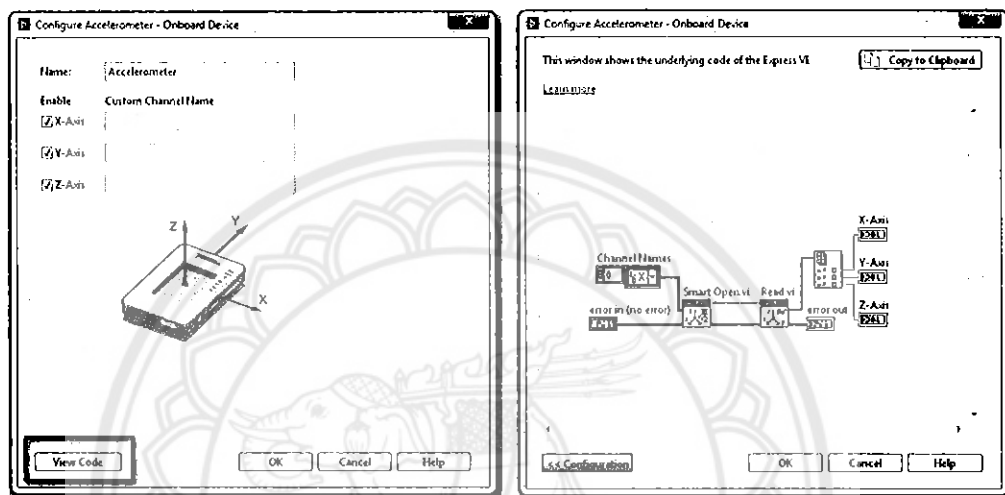 Configure Accelerometer - Onboard Device
Name: Accelerometer
Enable Custom Channel Name
X-Axis
Y-Axis
Z-Axis
Z
Y
X
View Code OK Cancel Help
Configure Accelerometer - Onboard Device
This window shows the underlying code of the Express VI Copy to Clipboard
Learn more
X-Axis
Channel Names
Y-Axis
Smart Open.vi Read.vi
error in (no error) error out
Z-Axis
<< Configuration OK Cancel Help